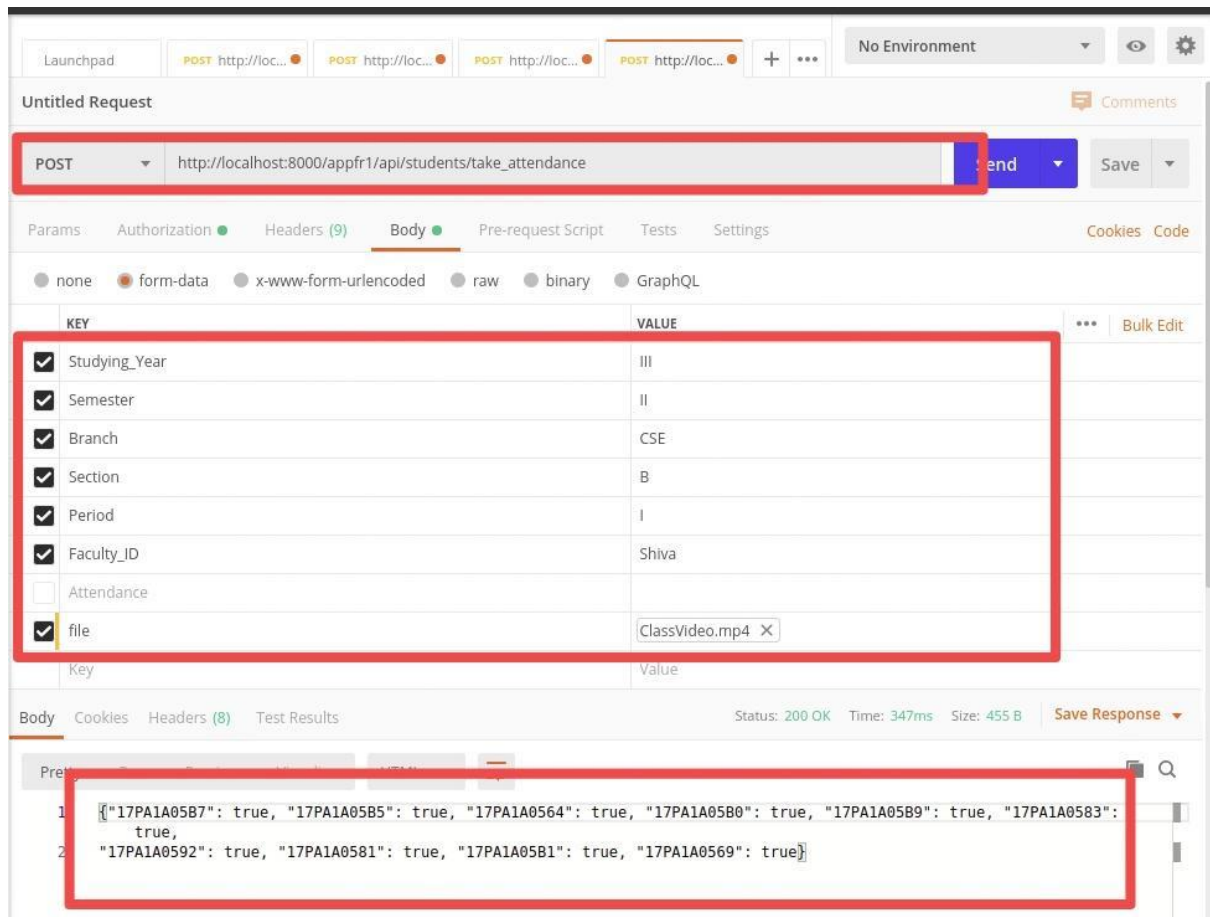 Launchpad POST http://loc... POST http://loc... POST http://loc... POST http://loc... + ••• No Environment
Untitled Request Comments
POST http://localhost:8000/appfr1/api/students/take_attendance Send Save
Params Authorization Headers (9) Body Pre-request Script Tests Settings Cookies Code
none form-data x-www-form-urlencoded raw binary GraphQL
KEY VALUE ••• Bulk Edit
Studying_Year III
Semester II
Branch CSE
Section B
Period I
Faculty_ID Shiva
Attendance
file ClassVideo.mp4 ✕
Key Value
Body Cookies Headers (8) Test Results Status: 200 OK Time: 347ms Size: 455 B Save Response
1 {"17PA1A05B7": true, "17PA1A05B5": true, "17PA1A0564": true, "17PA1A05B0": true, "17PA1A05B9": true, "17PA1A0583":
true,
2 "17PA1A0592": true, "17PA1A0581": true, "17PA1A05B1": true, "17PA1A0569": true}